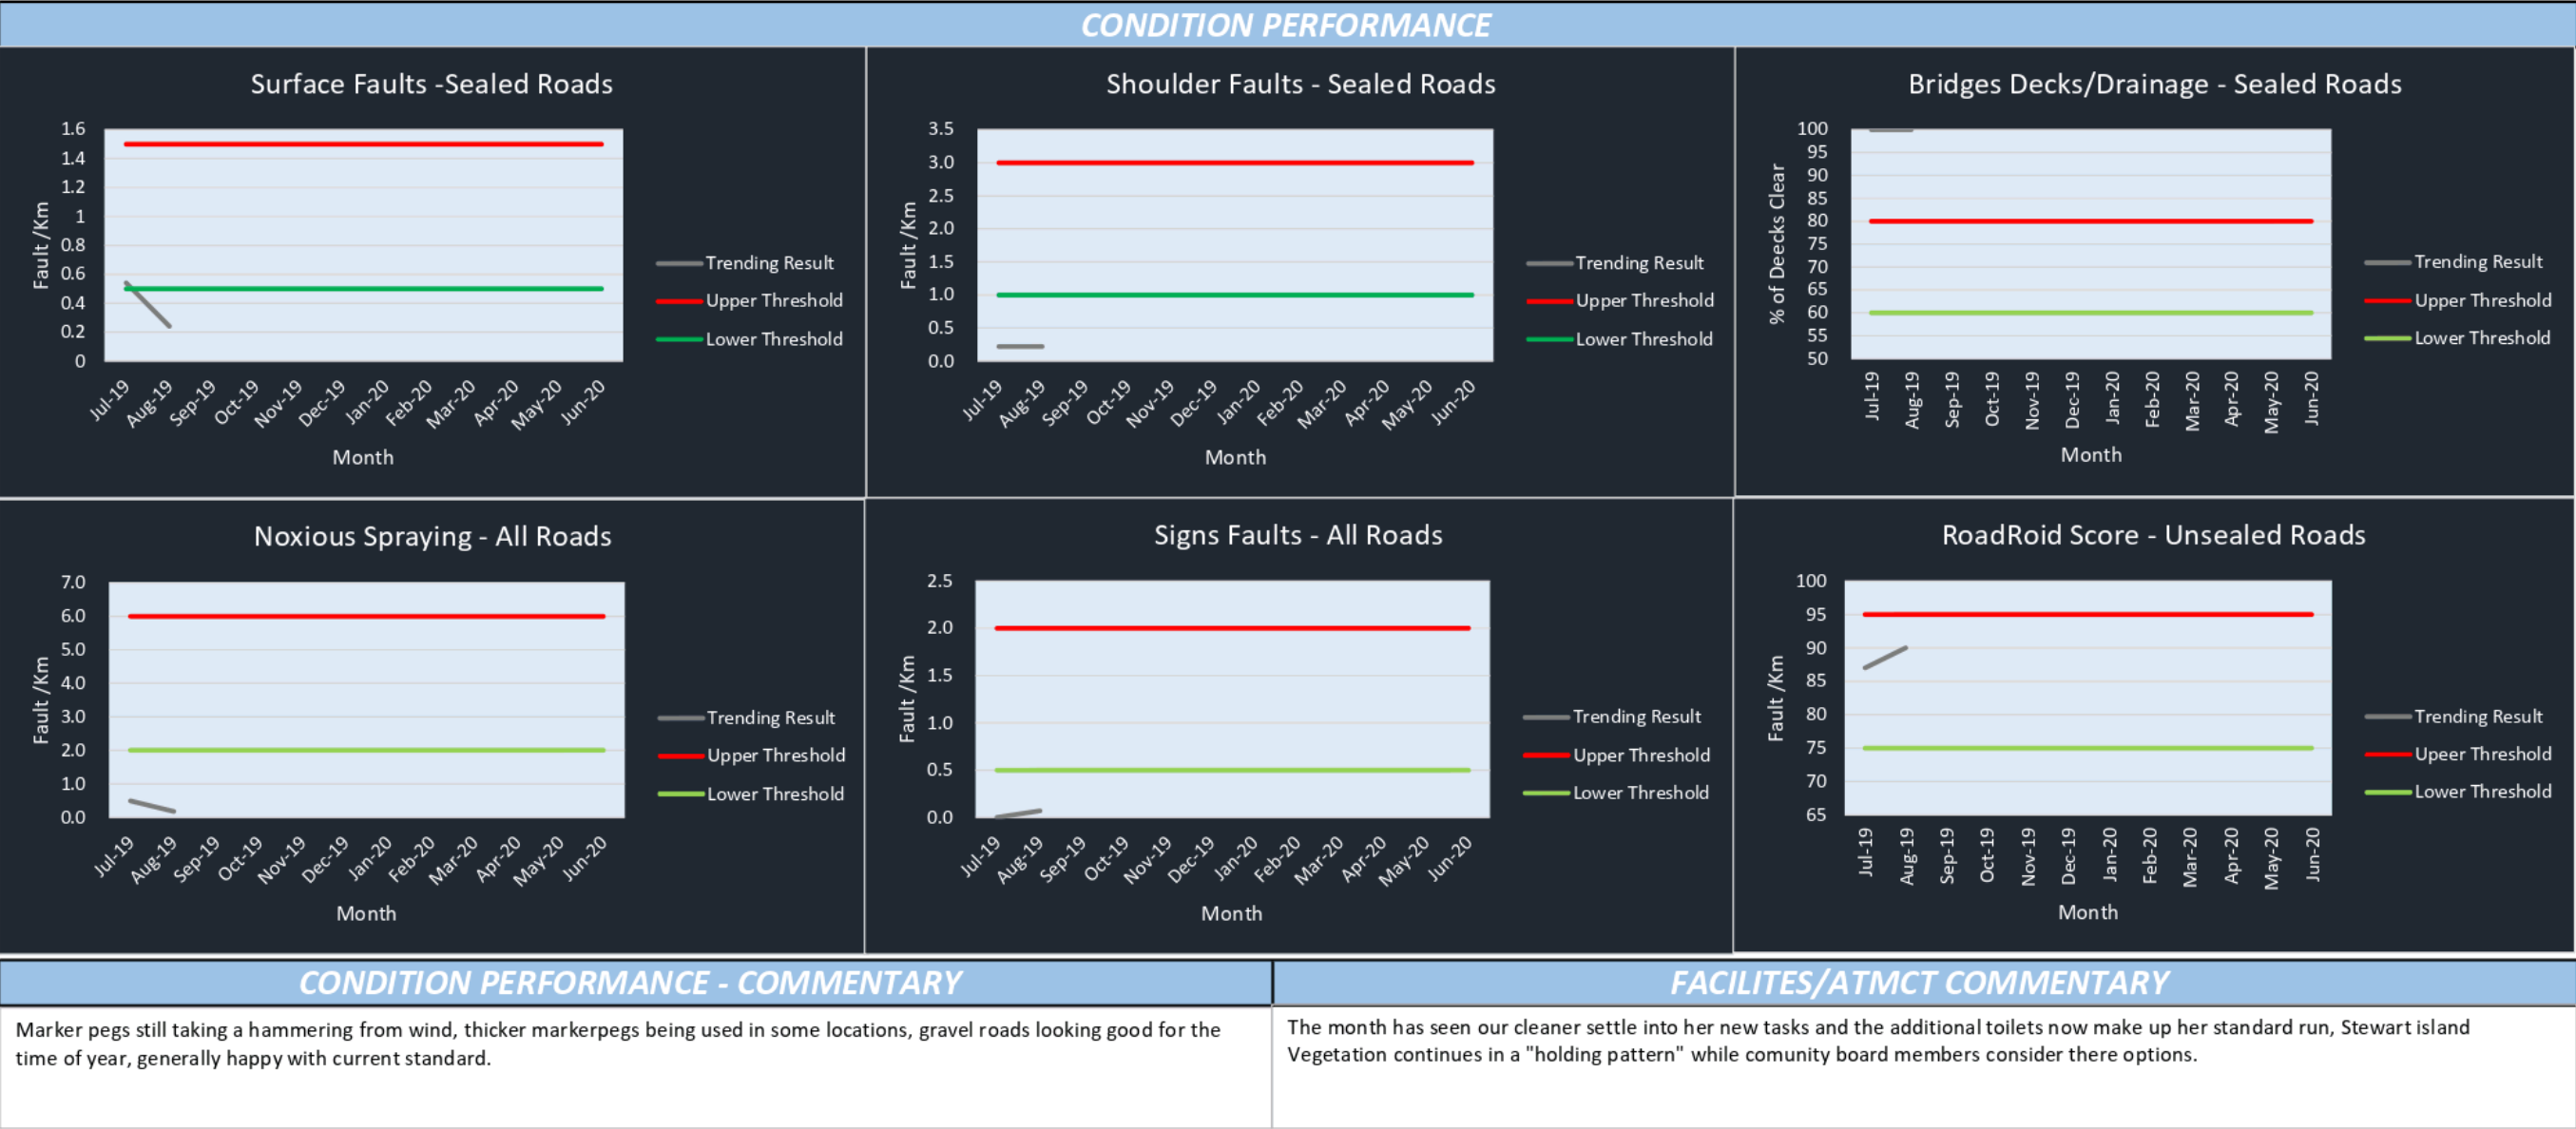 CONDITION PERFORMANCE
Surface Faults -Sealed Roads
1.6
1.4
1.2
1
0.8
0.6
0.4
0.2
0
Fault /Km
Jul-19 Aug-19 Sep-19 Oct-19 Nov-19 Dec-19 Jan-20 Feb-20 Mar-20 Apr-20 May-20 Jun-20
Month
Trending Result
Upper Threshold
Lower Threshold
Shoulder Faults - Sealed Roads
3.5
3.0
2.5
2.0
1.5
1.0
0.5
0.0
Fault /Km
Jul-19 Aug-19 Sep-19 Oct-19 Nov-19 Dec-19 Jan-20 Feb-20 Mar-20 Apr-20 May-20 Jun-20
Month
Trending Result
Upper Threshold
Lower Threshold
Bridges Decks/Drainage - Sealed Roads
100
95
90
85
80
75
70
65
60
55
50
% of Deecks Clear
Jul-19 Aug-19 Sep-19 Oct-19 Nov-19 Dec-19 Jan-20 Feb-20 Mar-20 Apr-20 May-20 Jun-20
Month
Trending Result
Upper Threshold
Lower Threshold
Noxious Spraying - All Roads
7.0
6.0
5.0
4.0
3.0
2.0
1.0
0.0
Fault /Km
Jul-19 Aug-19 Sep-19 Oct-19 Nov-19 Dec-19 Jan-20 Feb-20 Mar-20 Apr-20 May-20 Jun-20
Month
Trending Result
Upper Threshold
Lower Threshold
Signs Faults - All Roads
2.5
2.0
1.5
1.0
0.5
0.0
Fault /Km
Jul-19 Aug-19 Sep-19 Oct-19 Nov-19 Dec-19 Jan-20 Feb-20 Mar-20 Apr-20 May-20 Jun-20
Month
Trending Result
Upper Threshold
Lower Threshold
RoadRoid Score - Unsealed Roads
100
95
90
85
80
75
70
65
Fault /Km
Jul-19 Aug-19 Sep-19 Oct-19 Nov-19 Dec-19 Jan-20 Feb-20 Mar-20 Apr-20 May-20 Jun-20
Month
Trending Result
Upeer Threshold
Lower Threshold
CONDITION PERFORMANCE - COMMENTARY
Marker pegs still taking a hammering from wind, thicker markerpegs being used in some locations, gravel roads looking good for the
time of year, generally happy with current standard.
FACILITES/ATMCT COMMENTARY
The month has seen our cleaner settle into her new tasks and the additional toilets now make up her standard run, Stewart island
Vegetation continues in a "holding pattern" while comunity board members consider there options.